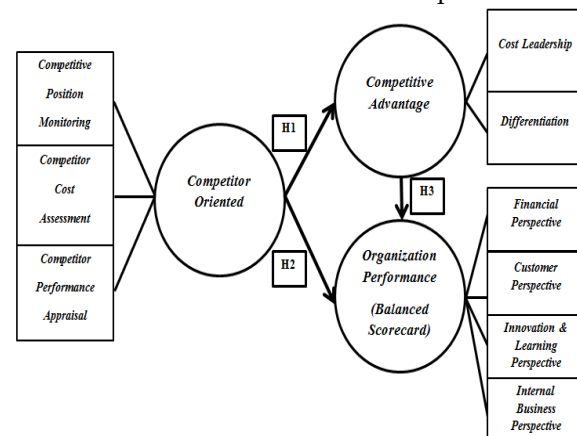 Competitive
Position
Monitoring
Competitor
Cost
Assessment
Competitor
Performance
Appraisal
Competitor
Oriented
H1
H2
Competitive
Advantage
H3
Organization
Performance
(Balanced
Scorecard)
Cost Leadership
Differentiation
Financial
Perspective
Customer
Perspective
Innovation &
Learning
Perspective
Internal
Business
Perspective